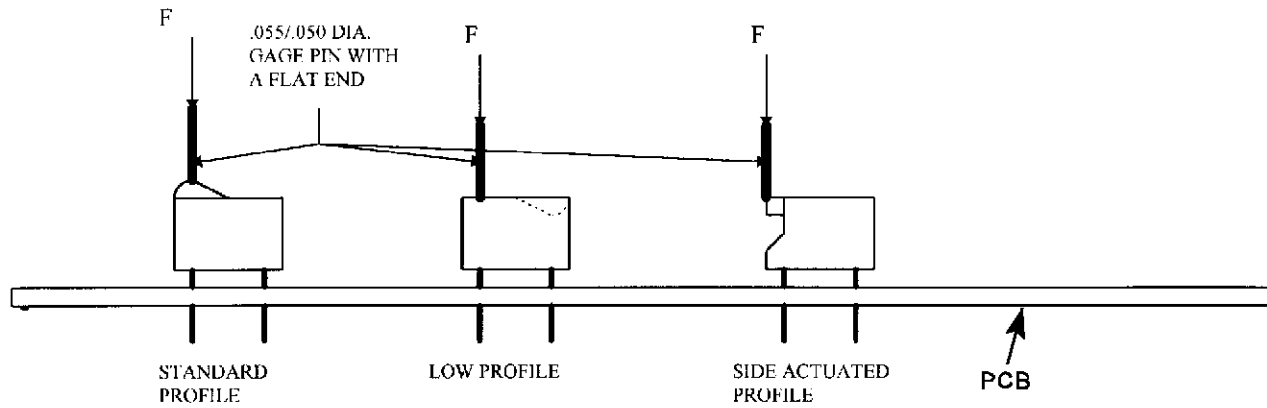 F
.055/.050 DIA.
GAGE PIN WITH
A FLAT END
F
F
STANDARD
PROFILE
LOW PROFILE
SIDE ACTUATED
PROFILE
PCB